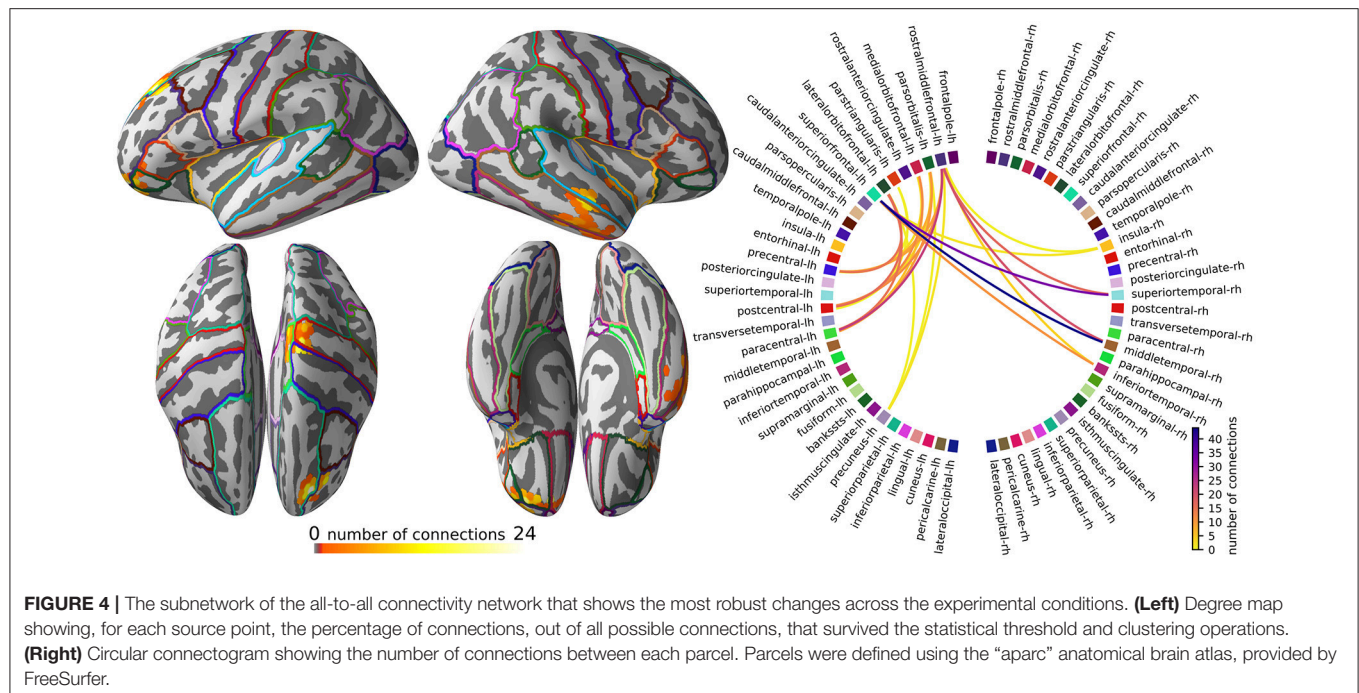 0 number of connections 24
frontalpole-lh
rostralmiddlefrontal-lh
parsorbitalis-lh
medialorbitofrontal-lh
rostralanteriorcingulate-lh
parstriangularis-lh
lateralorbitofrontal-lh
superiorfrontal-lh
caudalanteriorcingulate-lh
parsopercularis-lh
caudalmiddlefrontal-lh
temporalpole-lh
insula-lh
entorhinal-lh
precentral-lh
posteriorcingulate-lh
superiortemporal-lh
postcentral-lh
transversetemporal-lh
paracentral-lh
middletemporal-lh
parahippocampal-lh
inferiortemporal-lh
supramarginal-lh
fusiform-lh
bankssts-lh
isthmuscingulate-lh
precuneus-lh
superiorparietal-lh
inferiorparietal-lh
lingual-lh
cuneus-lh
pericalcarine-lh
lateraloccipital-lh
frontalpole-rh
rostralmiddlefrontal-rh
parsorbitalis-rh
medialorbitofrontal-rh
rostralanteriorcingulate-rh
parstriangularis-rh
lateralorbitofrontal-rh
superiorfrontal-rh
caudalanteriorcingulate-rh
parsopercularis-rh
caudalmiddlefrontal-rh
temporalpole-rh
insula-rh
entorhinal-rh
precentral-rh
posteriorcingulate-rh
superiortemporal-rh
postcentral-rh
transversetemporal-rh
paracentral-rh
middletemporal-rh
parahippocampal-rh
inferiortemporal-rh
supramarginal-rh
fusiform-rh
bankssts-rh
isthmuscingulate-rh
precuneus-rh
superiorparietal-rh
inferiorparietal-rh
lingual-rh
cuneus-rh
pericalcarine-rh
lateraloccipital-rh
40
35
30
25
20
15
10
5
0
number of connections
FIGURE 4 | The subnetwork of the all-to-all connectivity network that shows the most robust changes across the experimental conditions. (Left) Degree map
showing, for each source point, the percentage of connections, out of all possible connections, that survived the statistical threshold and clustering operations.
(Right) Circular connectogram showing the number of connections between each parcel. Parcels were defined using the “aparc” anatomical brain atlas, provided by
FreeSurfer.